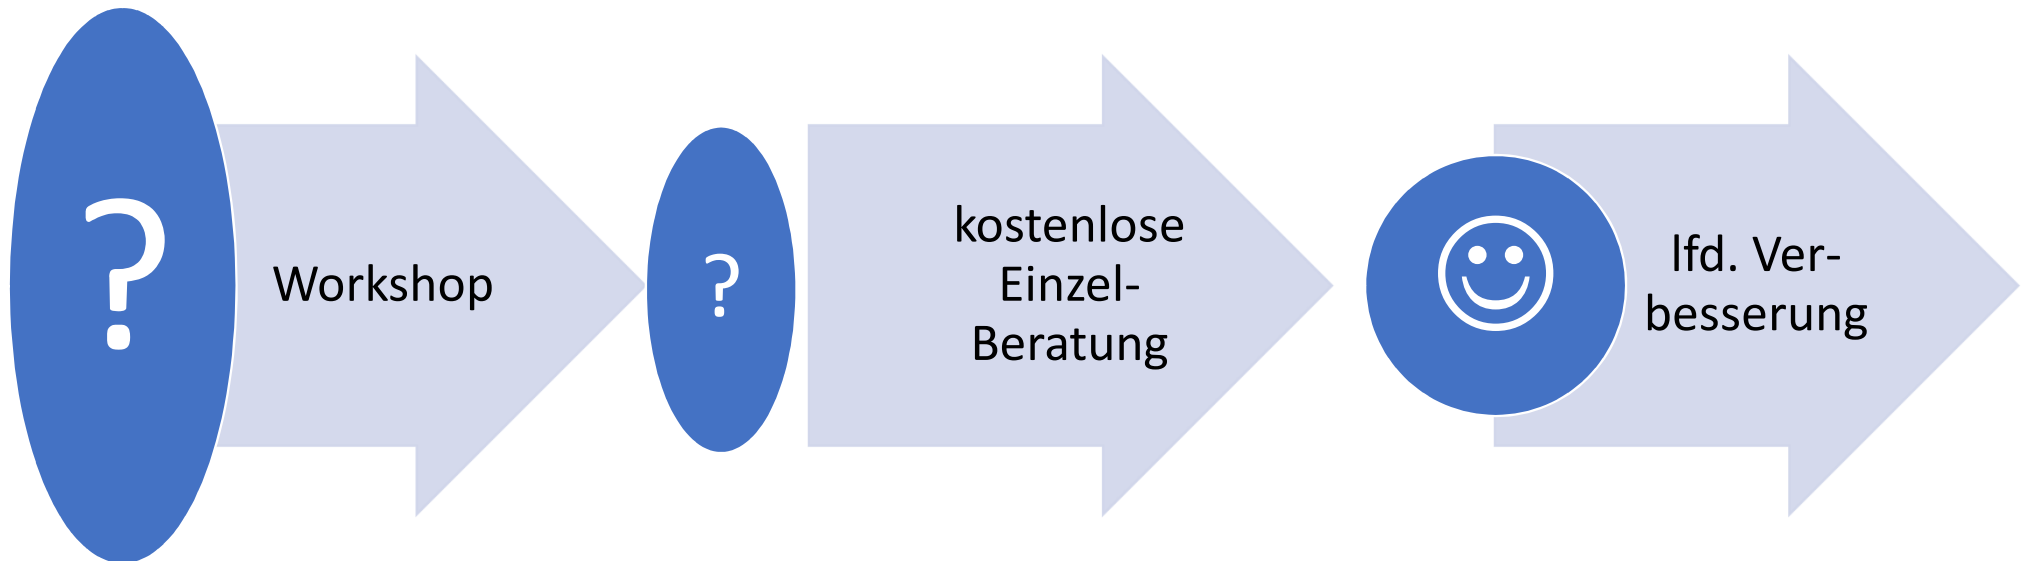 ?
Workshop
?
kostenlose
Einzel-
Beratung
lfd. Ver-
besserung